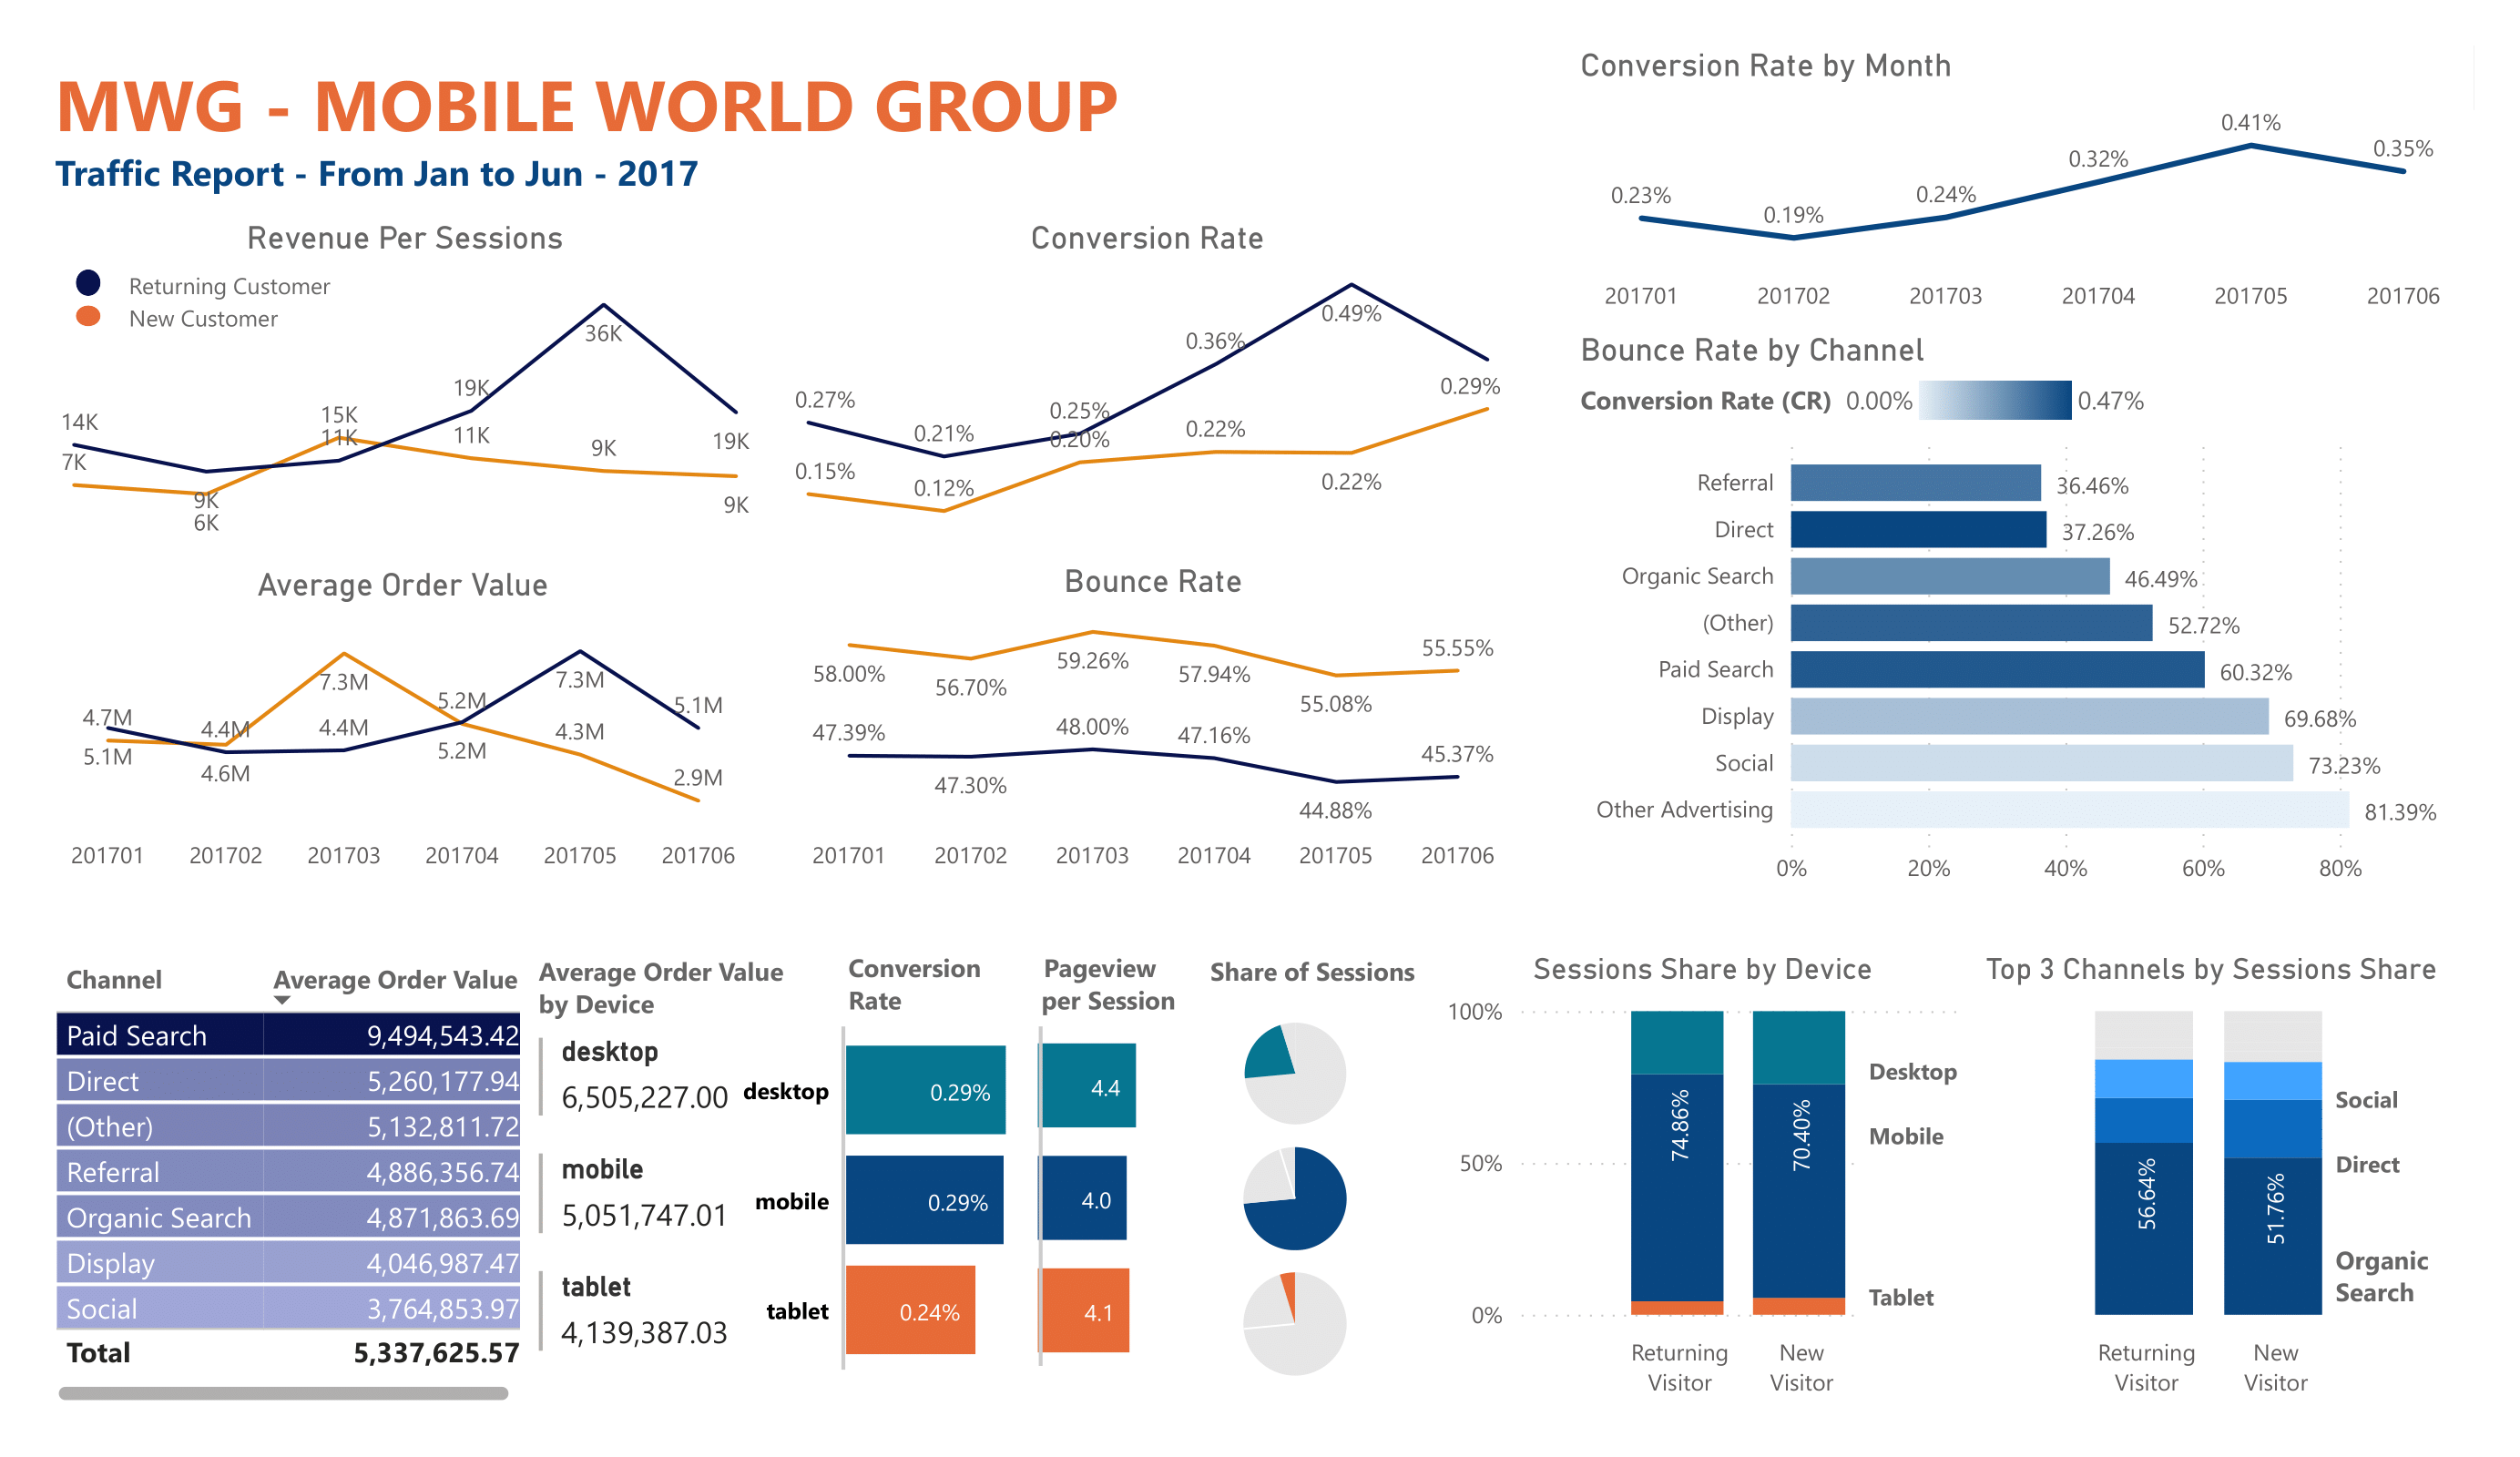 MWG - MOBILE WORLD GROUP
Traffic Report - From Jan to Jun - 2017
Revenue Per Sessions
Returning Customer
New Customer
14K
7K
9K
6K
15K
11K
19K
11K
36K
9K
19K
9K
Conversion Rate
0.27%
0.15%
0.21%
0.12%
0.25%
0.20%
0.36%
0.22%
0.49%
0.22%
0.29%
Average Order Value
4.7M
5.1M
4.4M
4.6M
7.3M
4.4M
5.2M
5.2M
7.3M
4.3M
5.1M
2.9M
201701 201702 201703 201704 201705 201706
Bounce Rate
58.00%
56.70%
59.26%
57.94%
55.08%
55.55%
47.39%
47.30%
48.00%
47.16%
44.88%
45.37%
201701 201702 201703 201704 201705 201706
Conversion Rate by Month
0.23%
0.19%
0.24%
0.32%
0.41%
0.35%
201701 201702 201703 201704 201705 201706
Bounce Rate by Channel
Conversion Rate (CR) 0.00% 0.47%
Referral 36.46%
Direct 37.26%
Organic Search 46.49%
(Other) 52.72%
Paid Search 60.32%
Display 69.68%
Social 73.23%
Other Advertising 81.39%
0% 20% 40% 60% 80%
Channel Average Order Value
Paid Search 9,494,543.42
Direct 5,260,177.94
(Other) 5,132,811.72
Referral 4,886,356.74
Organic Search 4,871,863.69
Display 4,046,987.47
Social 3,764,853.97
Total 5,337,625.57
Average Order Value
by Device
desktop
6,505,227.00
mobile
5,051,747.01
tablet
4,139,387.03
Conversion
Rate
desktop 0.29%
mobile 0.29%
tablet 0.24%
Pageview
per Session
4.4
4.0
4.1
Share of Sessions
Sessions Share by Device
100%
50%
0%
74.86%
70.40%
Desktop
Mobile
Tablet
Returning
Visitor
New
Visitor
Top 3 Channels by Sessions Share
56.64%
51.76%
Social
Direct
Organic
Search
Returning
Visitor
New
Visitor